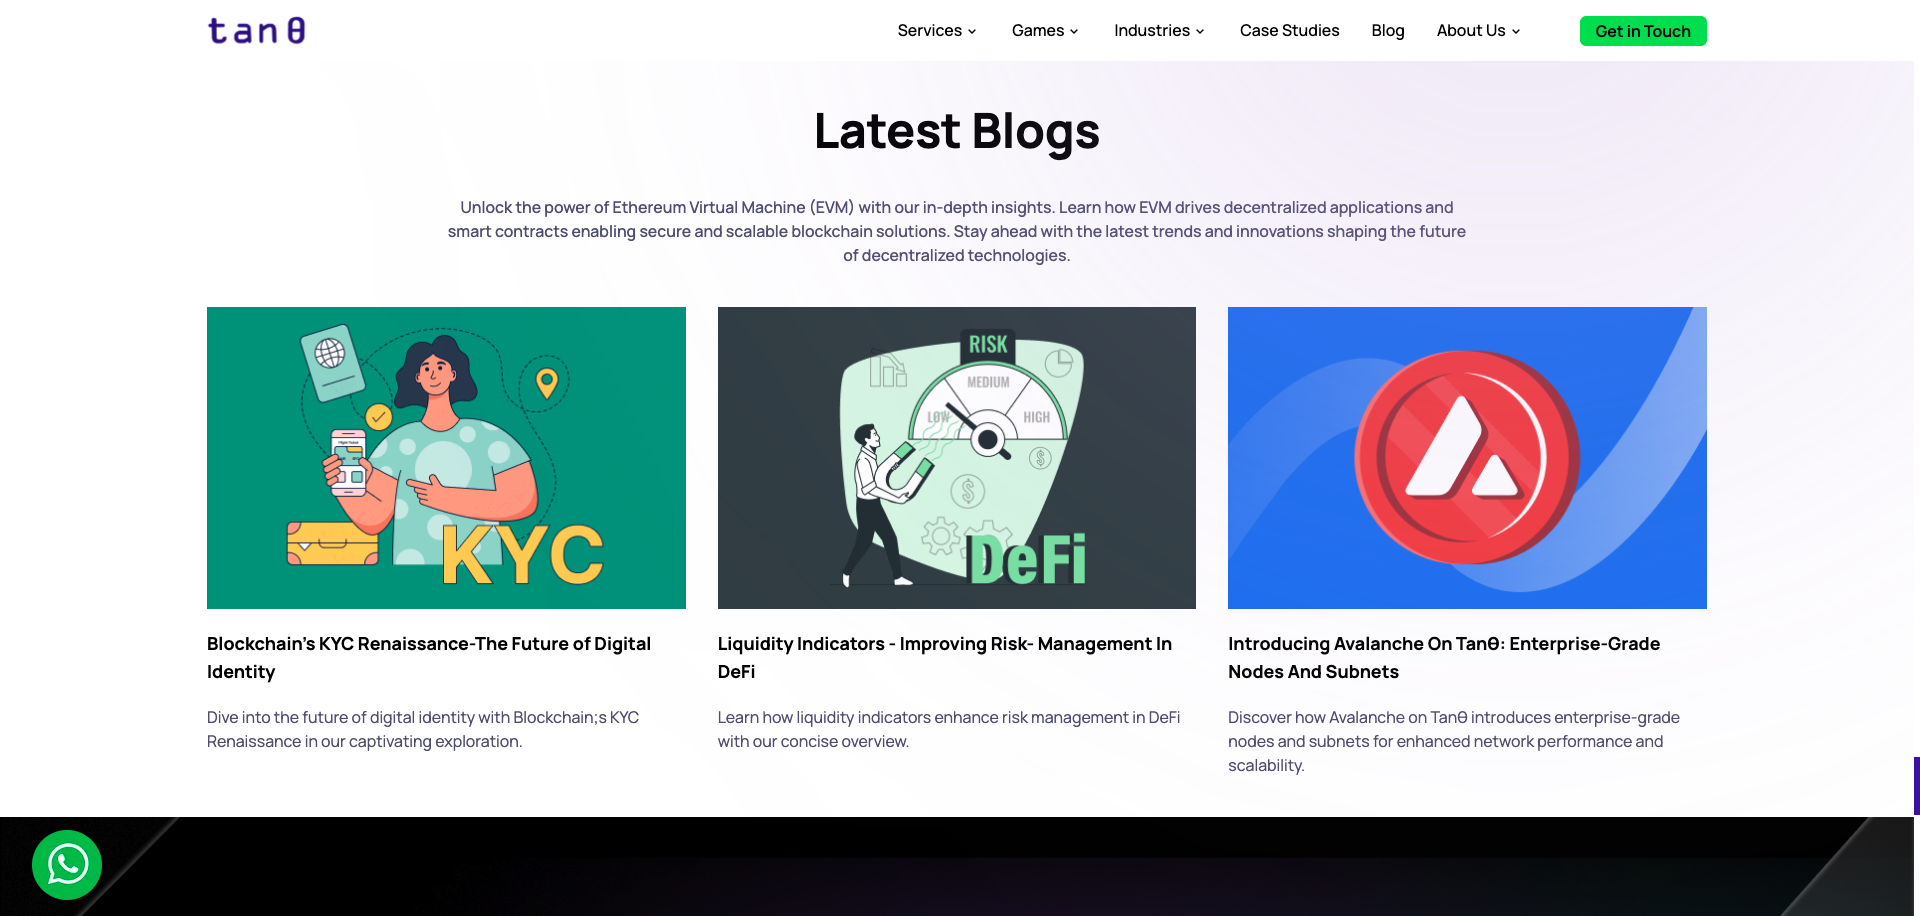 tanθ
Services
Games
Industries
Case Studies
Blog
About Us
Get in Touch
Latest Blogs
Unlock the power of Ethereum Virtual Machine (EVM) with our in-depth insights. Learn how EVM drives decentralized applications and
smart contracts enabling secure and scalable blockchain solutions. Stay ahead with the latest trends and innovations shaping the future
of decentralized technologies.
KYC
RISK
MEDIUM
LOW
HIGH
DeFi
Blockchain's KYC Renaissance-The Future of Digital
Identity
Dive into the future of digital identity with Blockchain;s KYC
Renaissance in our captivating exploration.
Liquidity Indicators - Improving Risk- Management In
DeFi
Learn how liquidity indicators enhance risk management in DeFi
with our concise overview.
Introducing Avalanche On Tanθ: Enterprise-Grade
Nodes And Subnets
Discover how Avalanche on Tanθ introduces enterprise-grade
nodes and subnets for enhanced network performance and
scalability.